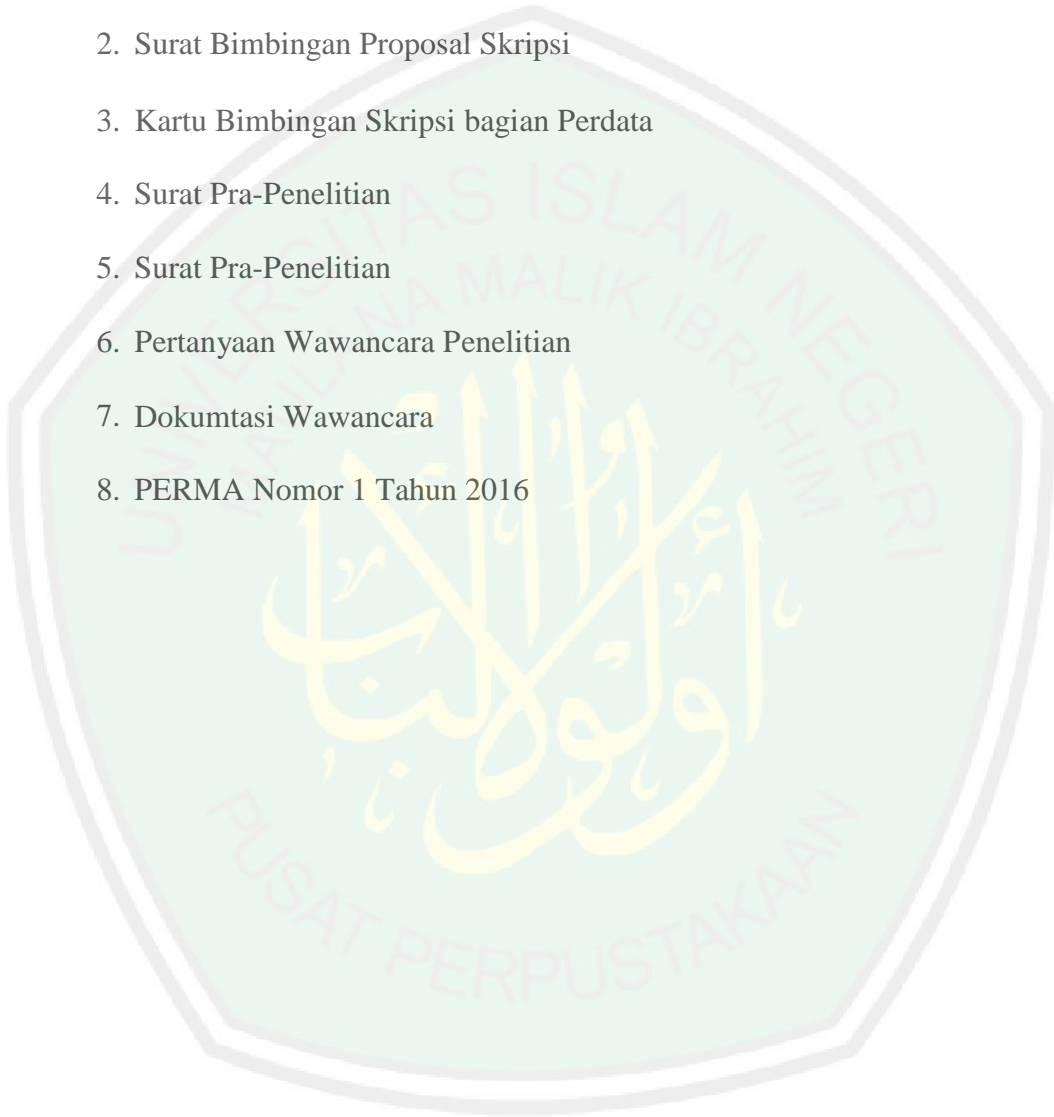 2. Surat Bimbingan Proposal Skripsi
3. Kartu Bimbingan Skripsi bagian Perdata
4. Surat Pra-Penelitian
5. Surat Pra-Penelitian
6. Pertanyaan Wawancara Penelitian
7. Dokumtasi Wawancara
8. PERMA Nomor 1 Tahun 2016
UNIVERSITAS ISLAM NEGERI
MAULANA MALIK IBRAHIM
أولو الألباب
PUSAT PERPUSTAKAAN